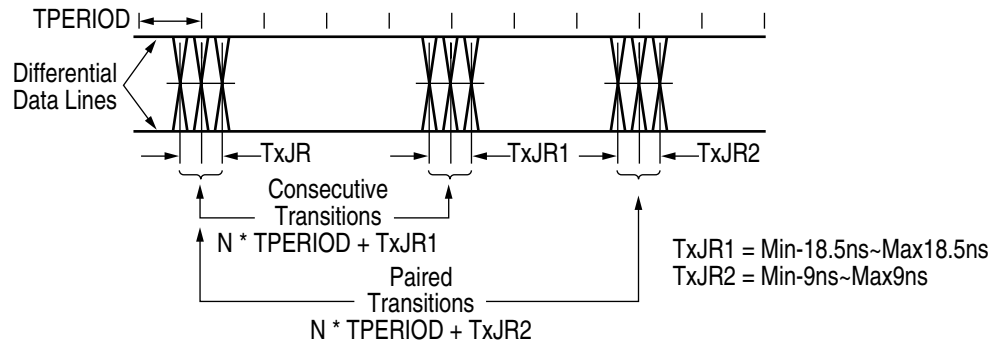 TPERIOD
Differential
Data Lines
TxJR
TxJR1
TxJR2
Consecutive
Transitions
N * TPERIOD + TxJR1
Paired
Transitions
N * TPERIOD + TxJR2
TxJR1 = Min-18.5ns~Max18.5ns
TxJR2 = Min-9ns~Max9ns